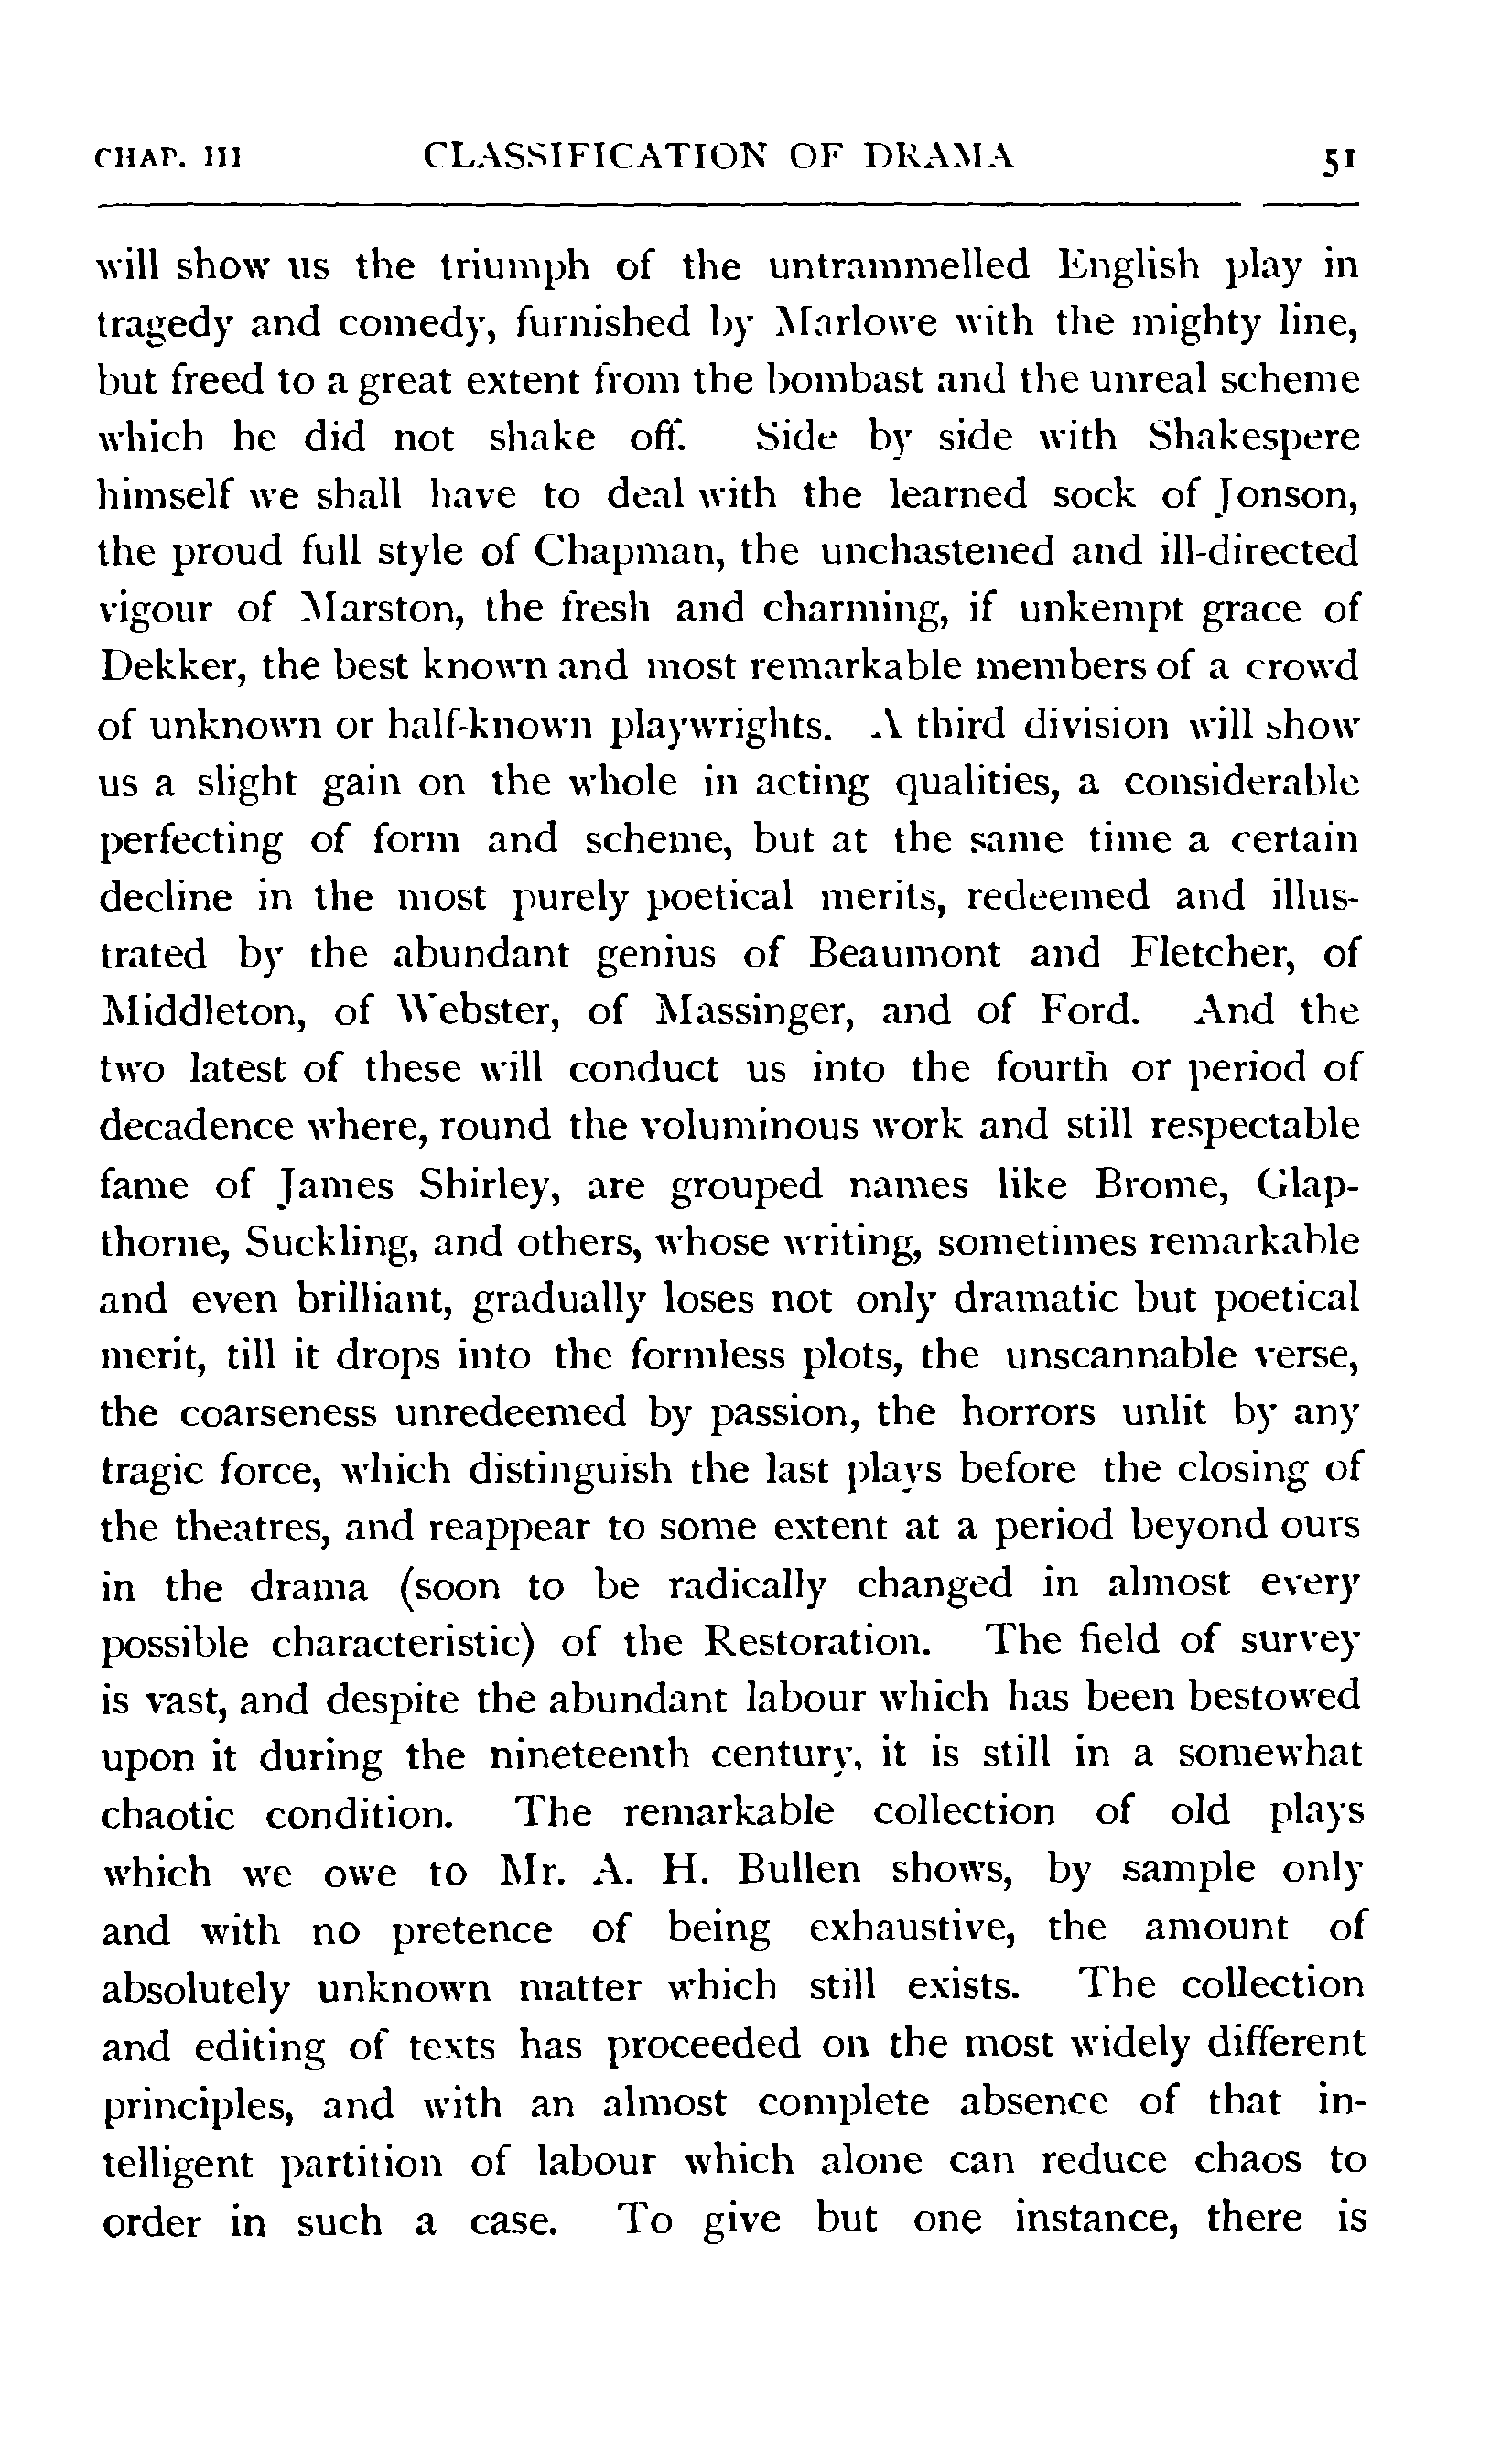 CHAP. III CLASSIFICATION OF DRAMA 51
will show us the triumph of the untrammelled English play in
tragedy and comedy, furnished by Marlowe with the mighty line,
but freed to a great extent from the bombast and the unreal scheme
which he did not shake off. Side by side with Shakespere
himself we shall have to deal with the learned sock of Jonson,
the proud full style of Chapman, the unchastened and ill-directed
vigour of Marston, the fresh and charming, if unkempt grace of
Dekker, the best known and most remarkable members of a crowd
of unknown or half-known playwrights. A third division will show
us a slight gain on the whole in acting qualities, a considerable
perfecting of form and scheme, but at the same time a certain
decline in the most purely poetical merits, redeemed and illus-
trated by the abundant genius of Beaumont and Fletcher, of
Middleton, of Webster, of Massinger, and of Ford. And the
two latest of these will conduct us into the fourth or period of
decadence where, round the voluminous work and still respectable
fame of James Shirley, are grouped names like Brome, Glap-
thorne, Suckling, and others, whose writing, sometimes remarkable
and even brilliant, gradually loses not only dramatic but poetical
merit, till it drops into the formless plots, the unscannable verse,
the coarseness unredeemed by passion, the horrors unlit by any
tragic force, which distinguish the last plays before the closing of
the theatres, and reappear to some extent at a period beyond ours
in the drama (soon to be radically changed in almost every
possible characteristic) of the Restoration. The field of survey
is vast, and despite the abundant labour which has been bestowed
upon it during the nineteenth century, it is still in a somewhat
chaotic condition. The remarkable collection of old plays
which we owe to Mr. A. H. Bullen shows, by sample only
and with no pretence of being exhaustive, the amount of
absolutely unknown matter which still exists. The collection
and editing of texts has proceeded on the most widely different
principles, and with an almost complete absence of that in-
telligent partition of labour which alone can reduce chaos to
order in such a case. To give but one instance, there is